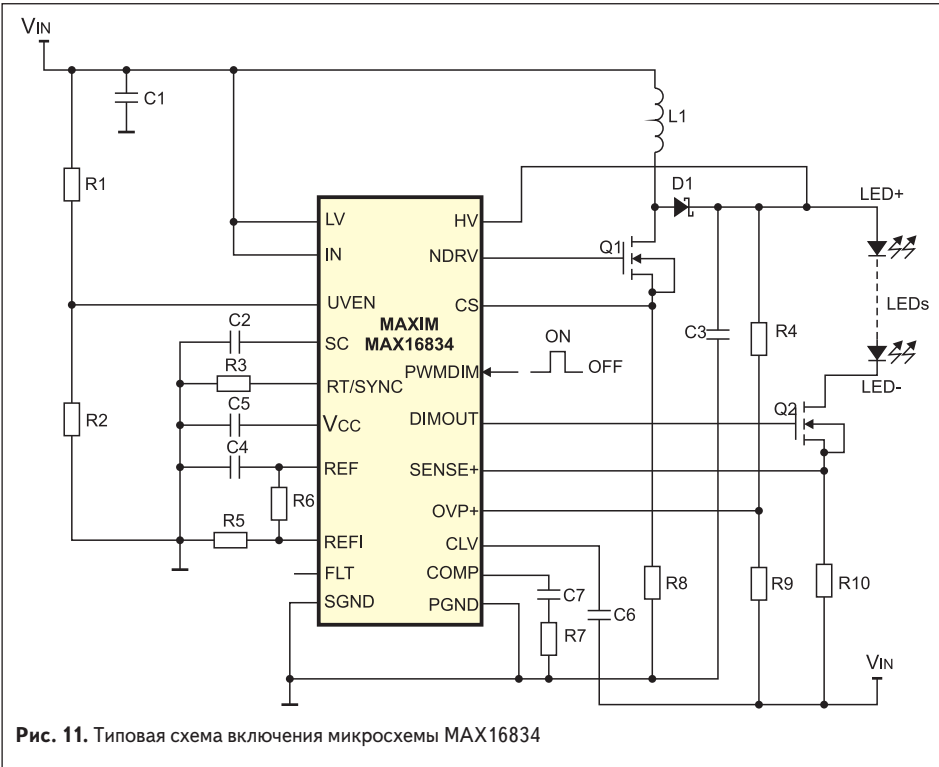 VIN
C1
L1
R1
D1
LED+
LV
HV
Q1
IN
NDRV
LEDs
UVEN
CS
C2
MAXIM
MAX16834
C3
R4
SC
ON
R3
PWMDIM
OFF
LED-
RT/SYNC
C5
Q2
R2
VCC
DIMOUT
C4
REF
SENSE+
R6
OVP+
R5
REFI
CLV
FLT
COMP
R8
R9
R10
C7
C6
SGND
PGND
R7
VIN
Рис. 11. Типовая схема включения микросхемы MAX16834